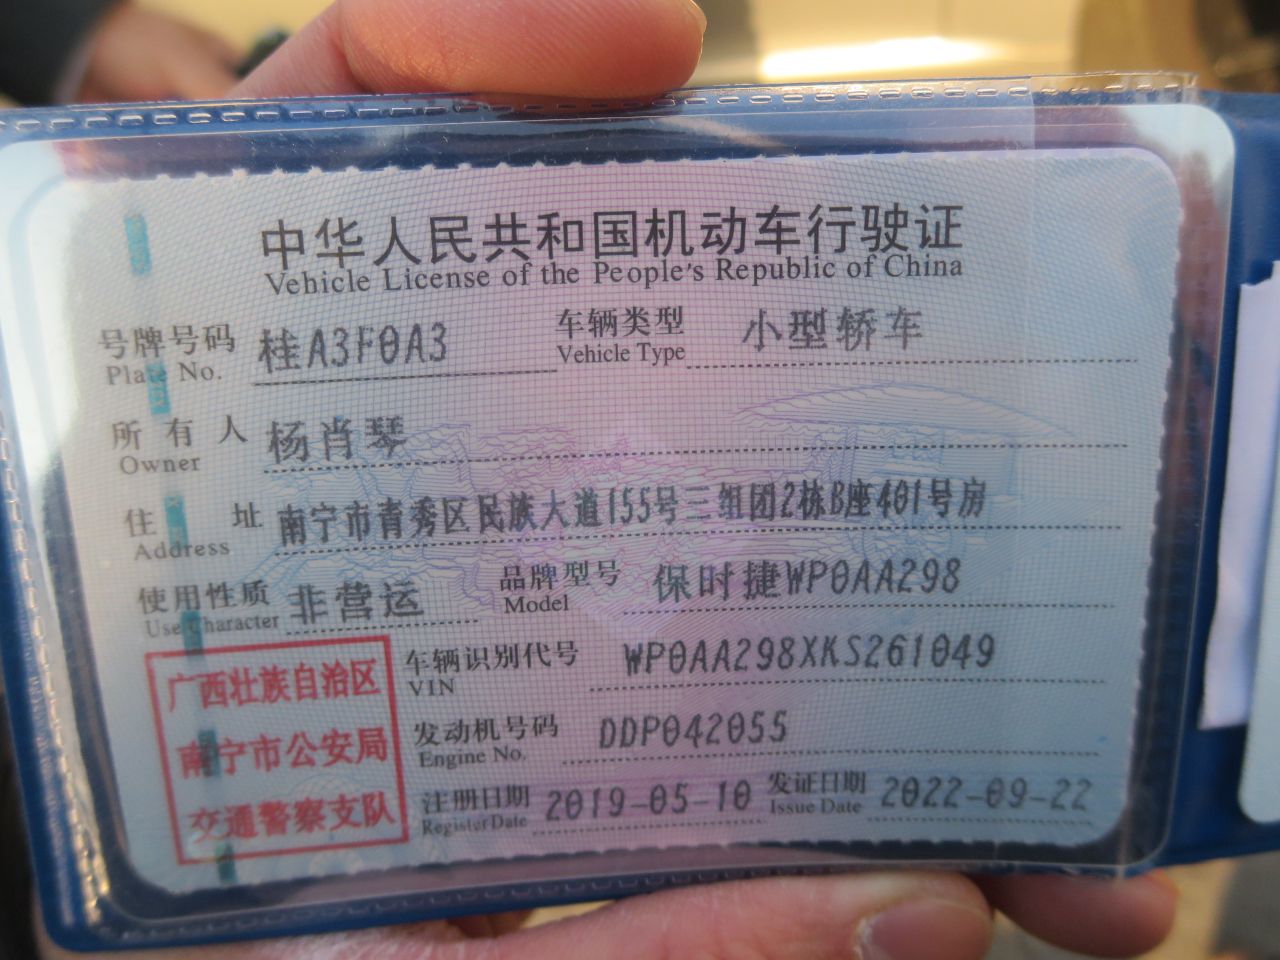 中华人民共和国机动车行驶证
Vehicle License of the People's Republic of China
号牌号码 桂A3F0A3 车辆类型 小型轿车
Plate No. Vehicle Type
所有人 杨肖琴
Owner
住址 南宁市青秀区民族大道155号三组团2栋B座401号房
Address
使用性质 非营运 品牌型号 保时捷WP0AA298
Use Character Model
广西壮族自治区
南宁市公安局
交通警察支队
车辆识别代号 WP0AA298XKS261049
VIN
发动机号码 DDP042055
Engine No.
注册日期 2019-05-10 发证日期 2022-09-22
Register Date Issue Date